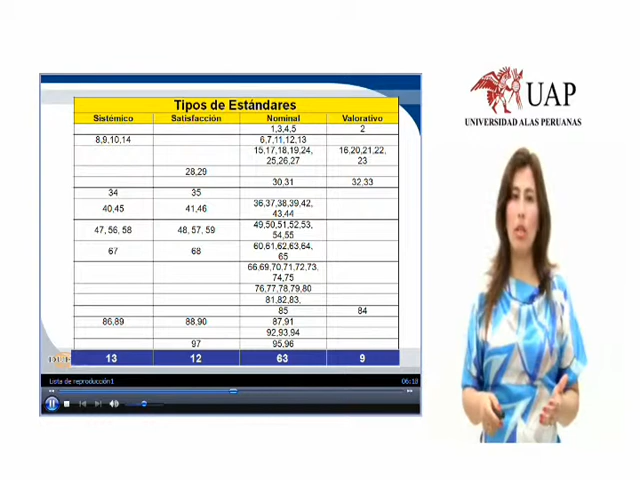 Tipos de Estándares
Sistémico Satisfacción Nominal Valorativo
1,3,4,5 2
8,9,10,14 6,7,11,12,13
15,17,18,19,24, 16,20,21,22,
25,26,27 23
28,29
30,31 32,33
34 35
40,45 41,46 36,37,38,39,42,
43,44
47, 56, 58 48, 57, 59 49,50,51,52,53,
54,55
67 68 60,61,62,63,64,
65
66,69,70,71,72,73,
74,75
76,77,78,79,80
81,82,83,
85 84
86,89 88,90 87,91
92,93,94
97 95,96
13 12 63 9
Lista de reproducción1 06:18
UAP
UNIVERSIDAD ALAS PERUANAS